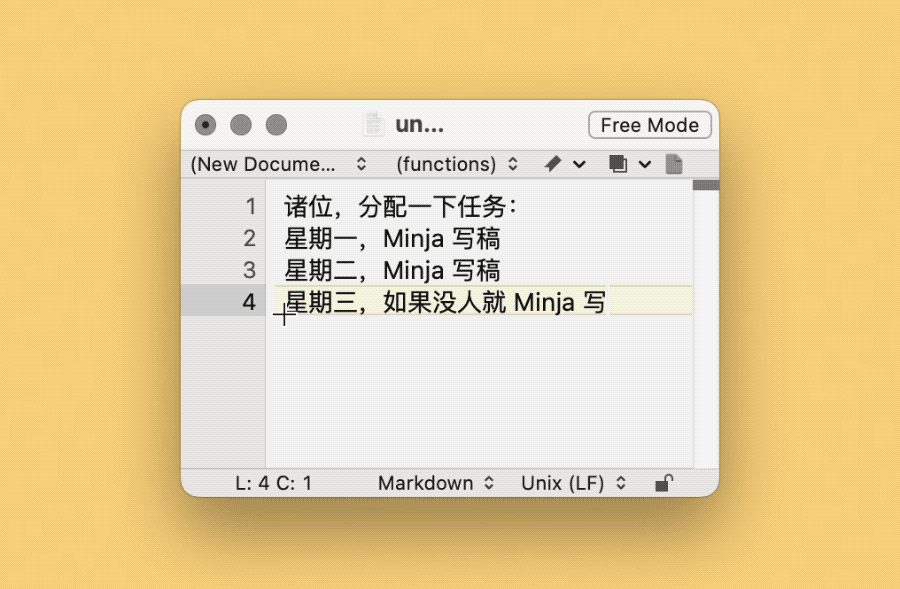 un...
Free Mode
(New Docume... (functions)
1 诸位，分配一下任务：
2 星期一，Minja 写稿
3 星期二，Minja 写稿
4 星期三，如果没人就 Minja 写
L: 4 C: 1 Markdown Unix (LF)